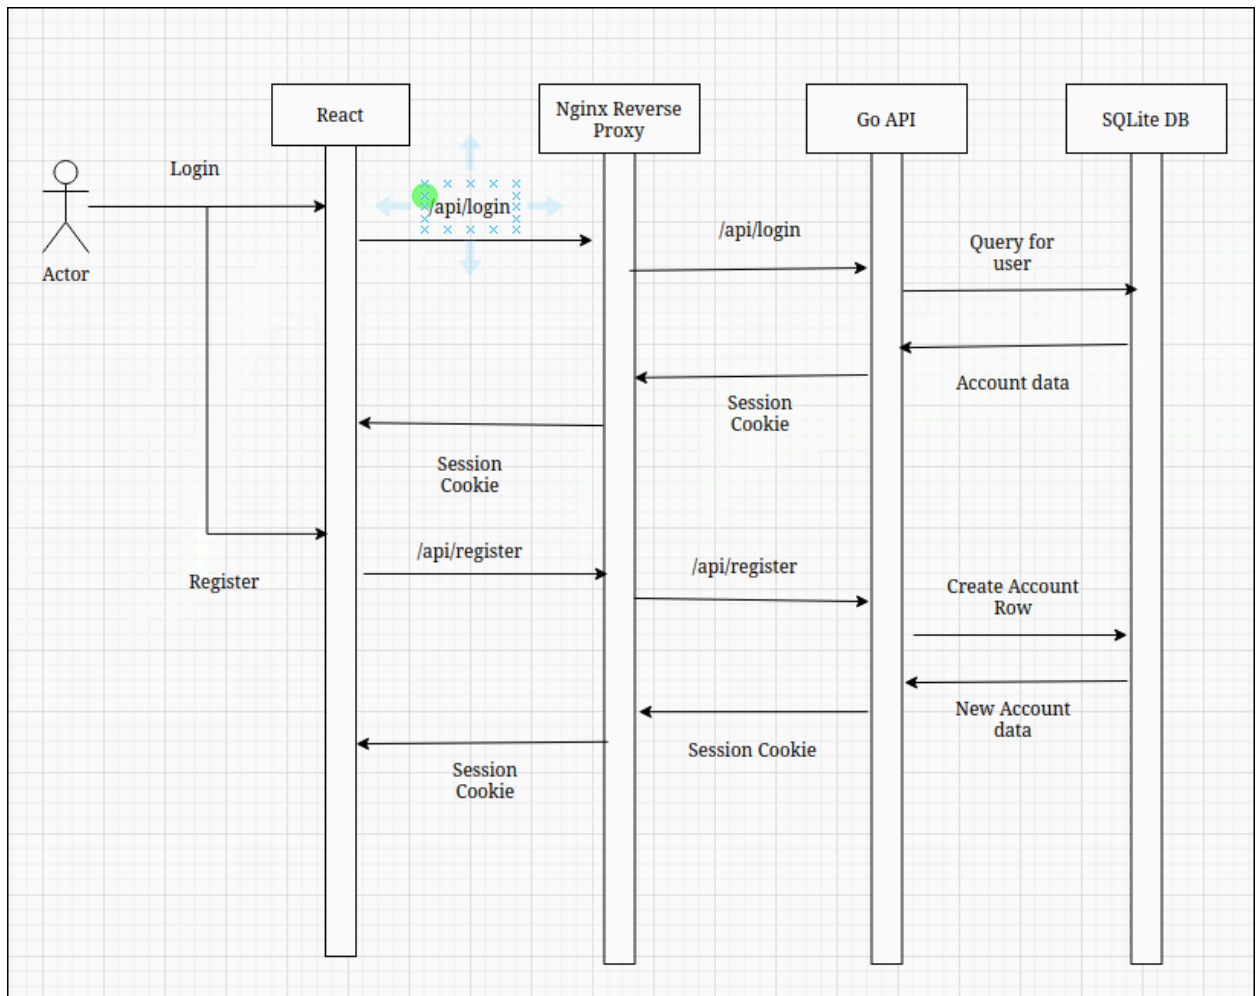 React
Nginx Reverse
Proxy
Go API
SQLite DB
Login
/api/login
/api/login
Query for
user
Actor
Account data
Session
Cookie
Session
Cookie
/api/register
/api/register
Register
Create Account
Row
New Account
data
Session Cookie
Session
Cookie